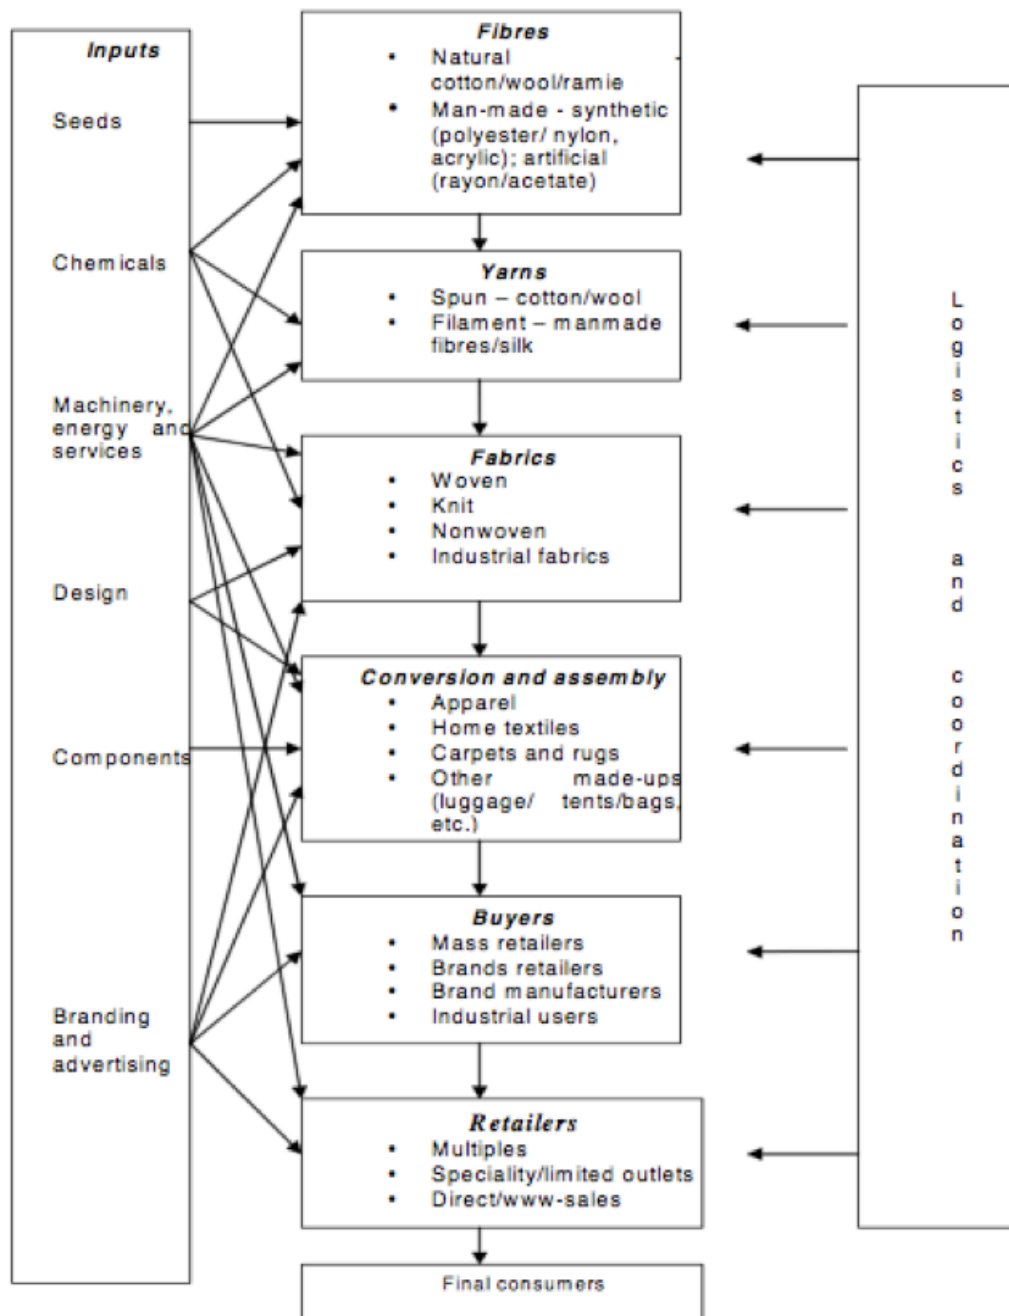 Inputs
Seeds
Chemicals
Machinery,
energy and
services
Design
Components
Branding
and
advertising
Fibres
• Natural -
cotton/wool/ramie
• Man-made - synthetic
(polyester/ nylon,
acrylic); artificial
(rayon/acetate)
Yarns
• Spun – cotton/wool
• Filament – manmade
fibres/silk
Fabrics
• Woven
• Knit
• Nonwoven
• Industrial fabrics
Conversion and assembly
• Apparel
• Home textiles
• Carpets and rugs
• Other made-ups
(luggage/ tents/bags,
etc.)
Buyers
• Mass retailers
• Brands retailers
• Brand manufacturers
• Industrial users
Retailers
• Multiples
• Speciality/limited outlets
• Direct/www-sales
Final consumers
Logistics and coordination